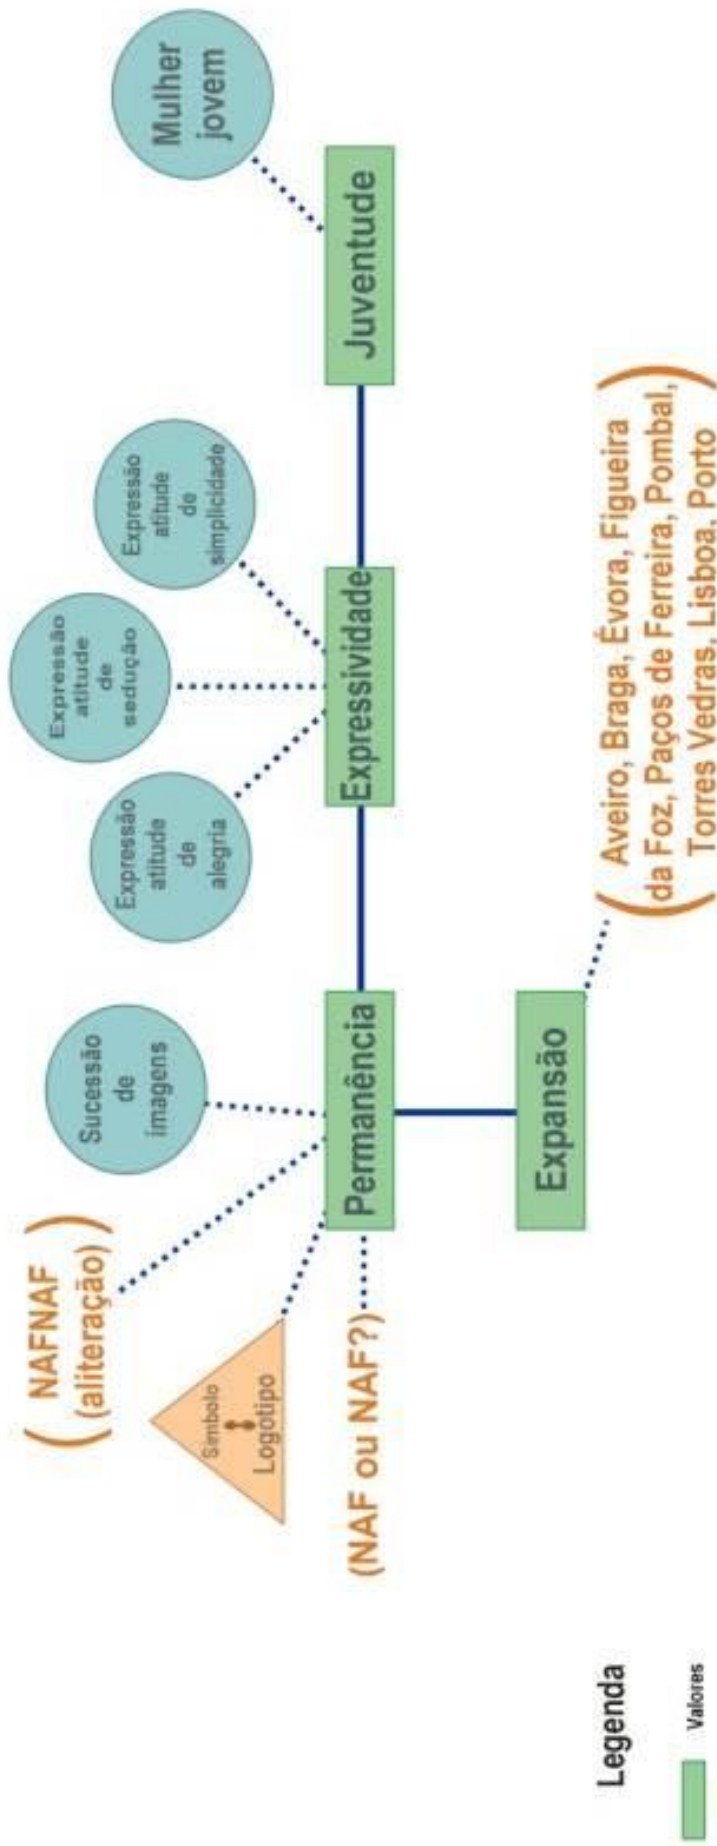 ( NAFNAF
(aliteração) )
Símbolo
Logotipo
(NAF ou NAF?)
Sucessão
de
imagens
Permanência
Expansão
Expressão
atitude
de
alegria
Expressão
atitude
de
sedução
Expressão
atitude
de
simplicidade
Expressividade
Mulher
jovem
Juventude
( Aveiro, Braga, Évora, Figueira
da Foz, Paços de Ferreira, Pombal,
Torres Vedras, Lisboa, Porto )
Legenda
Valores